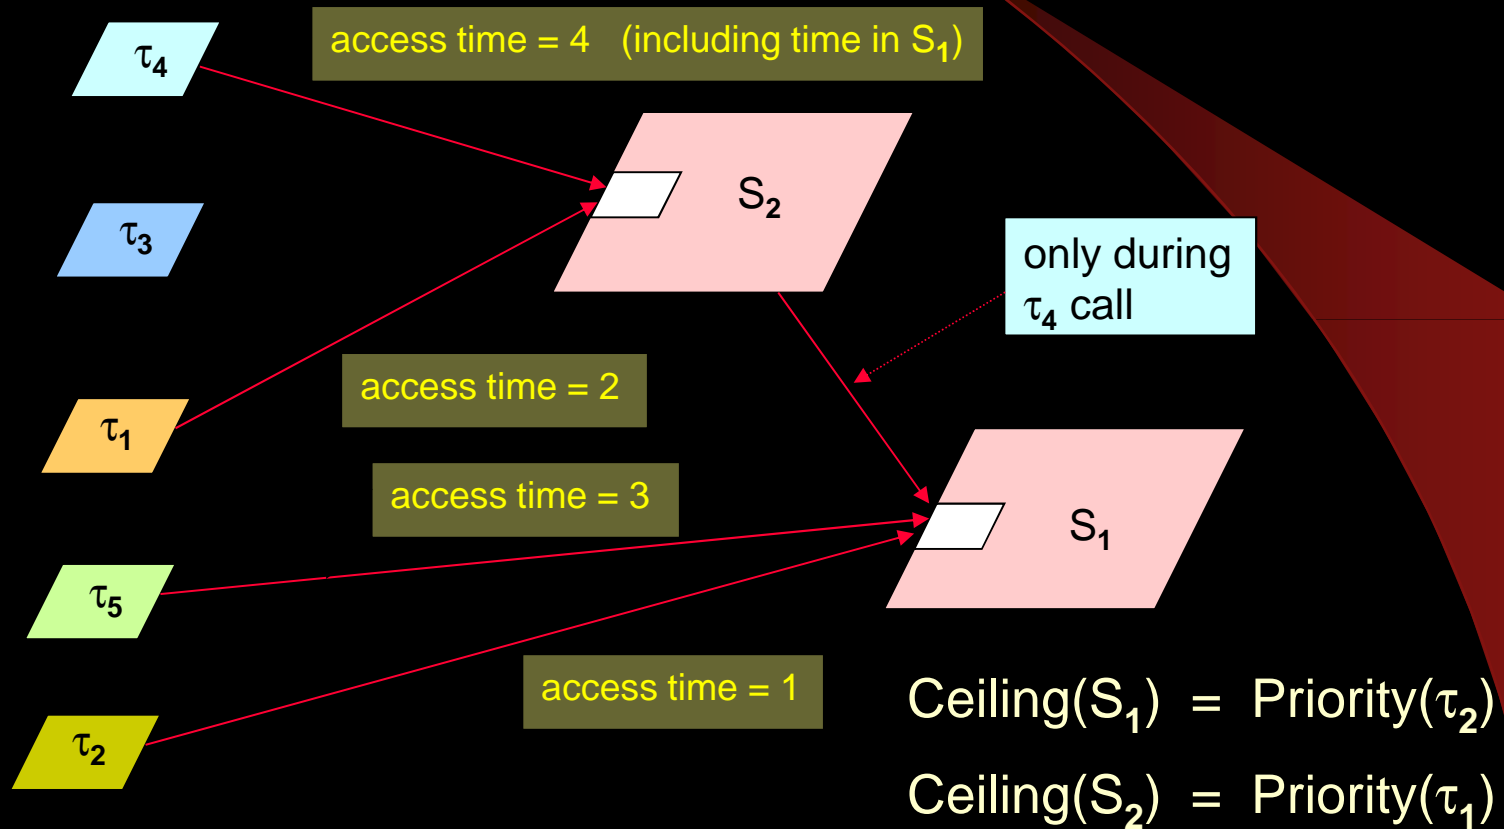 τ4
access time = 4 (including time in S1)
S2
τ3
only during
τ4 call
access time = 2
τ1
access time = 3
S1
τ5
access time = 1
τ2
Ceiling(S1) = Priority(τ2)
Ceiling(S2) = Priority(τ1)